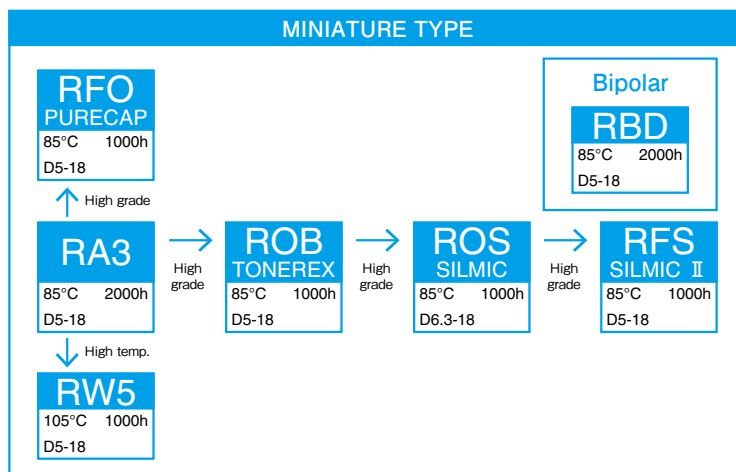 MINIATURE TYPE
RFO
PURECAP
85°C 1000h
D5-18
Bipolar
RBD
85°C 2000h
D5-18
High grade
RA3
85°C 2000h
D5-18
High
grade
ROB
TONEREX
85°C 1000h
D5-18
High
grade
ROS
SILMIC
85°C 1000h
D6.3-18
High
grade
RFS
SILMIC Ⅱ
85°C 1000h
D5-18
High temp.
RW5
105°C 1000h
D5-18